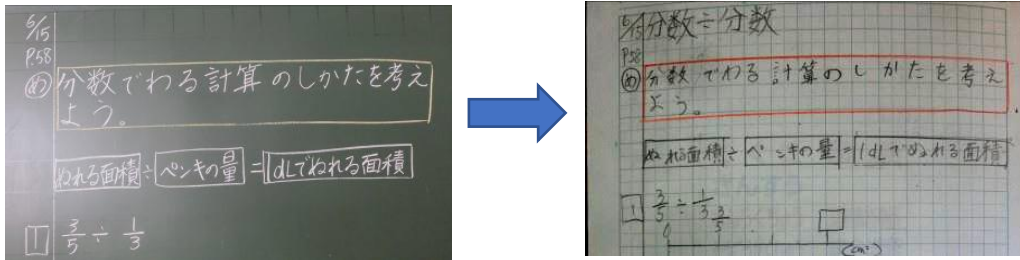 6/15
P.58
め 分数でわる計算のしかたを考え
よう。
ぬれる面積÷ペンキの量=1dLでぬれる面積
1 3/5 ÷ 1/3
6/15 分数÷分数
P.58
め 分数でわる計算のしかたを考え
よう。
ぬれる面積÷ペンキの量=1dLでぬれる面積
1 3/5 ÷ 1/3
0 3/5